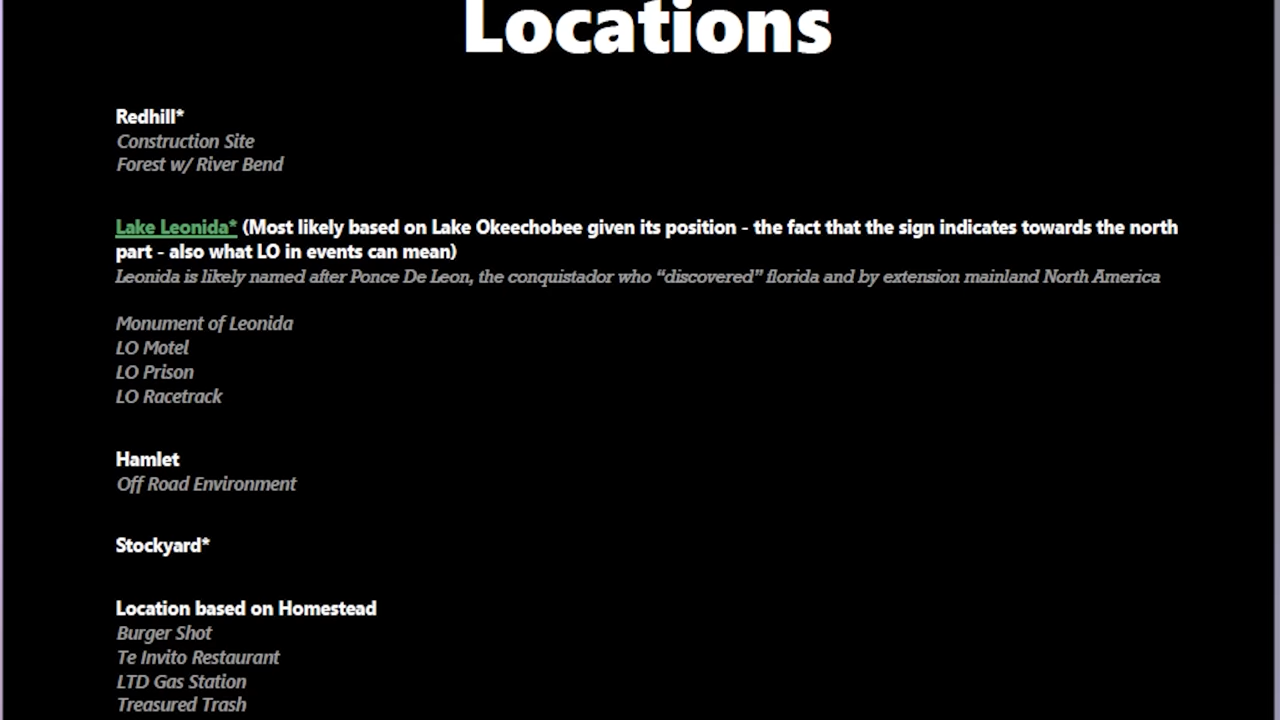 Locations
Redhill*
Construction Site
Forest w/ River Bend
Lake Leonida* (Most likely based on Lake Okeechobee given its position - the fact that the sign indicates towards the north
part - also what LO in events can mean)
Leonida is likely named after Ponce De Leon, the conquistador who “discovered” florida and by extension mainland North America
Monument of Leonida
LO Motel
LO Prison
LO Racetrack
Hamlet
Off Road Environment
Stockyard*
Location based on Homestead
Burger Shot
Te Invito Restaurant
LTD Gas Station
Treasured Trash